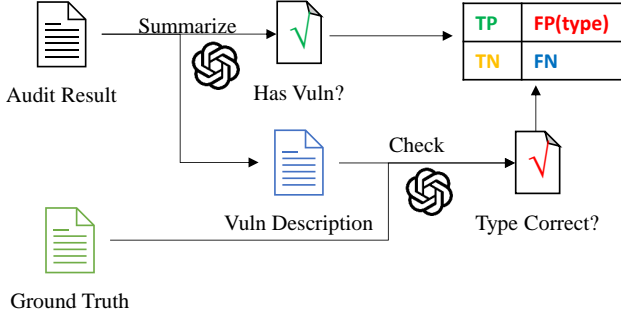 Summarize
TP FP(type)
TN FN
Audit Result
Has Vuln?
Check
Vuln Description
Type Correct?
Ground Truth